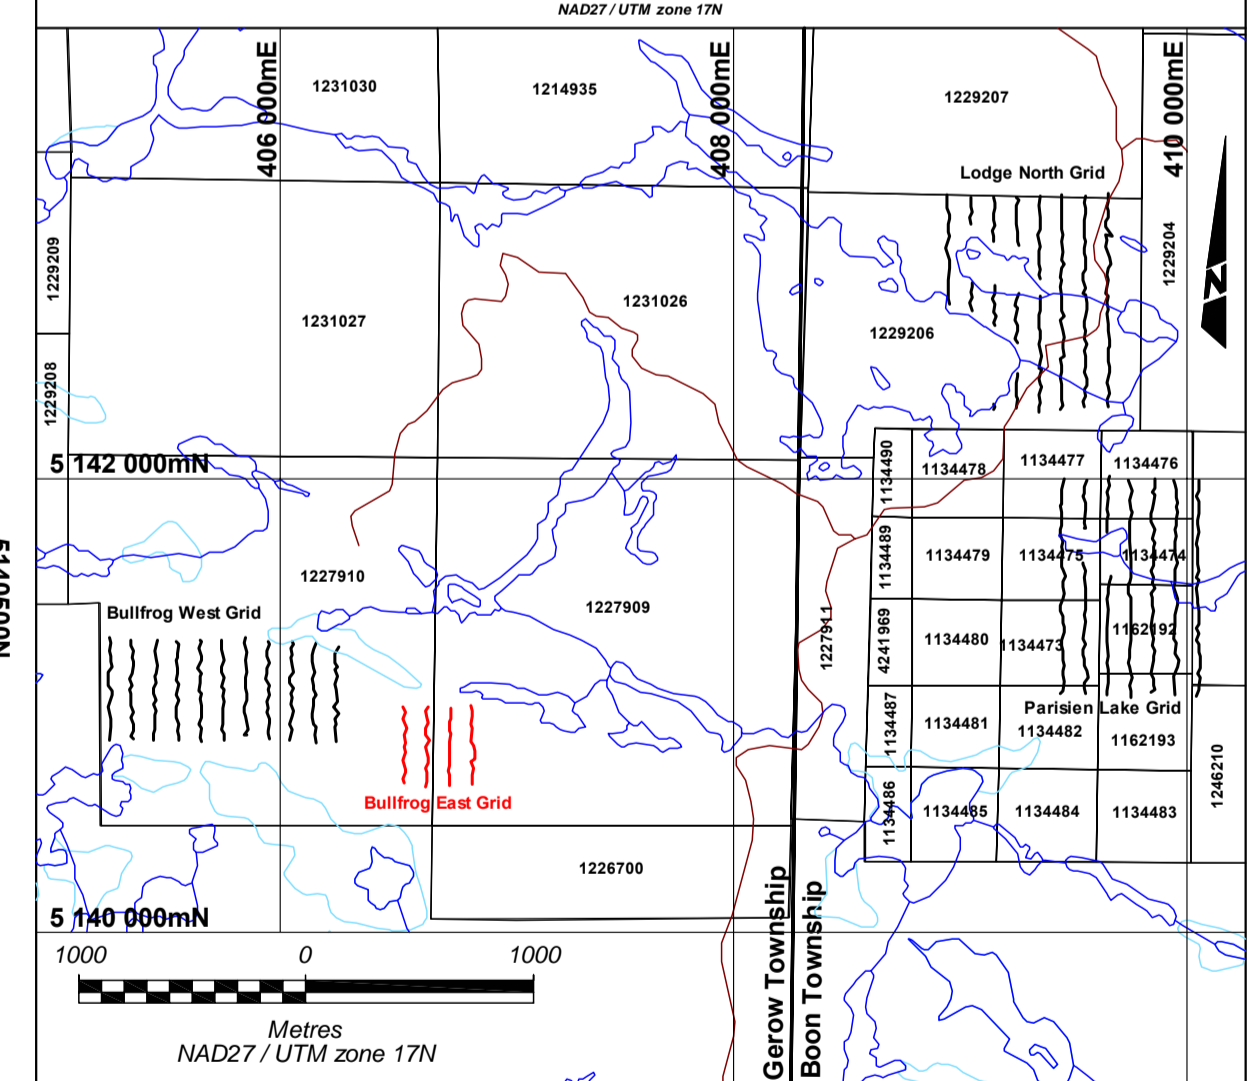 NAD27 / UTM zone 17N
406 000mE
408 000mE
410 000mE
1231030
1214935
1229207
Lodge North Grid
1229209
1229204
1231027
1231026
1229206
1229208
5 142 000mN
1134490
1134478
1134477
1134476
1134489
1134479
1134475
1134474
1227910
1227909
1227911
Bullfrog West Grid
4241969
1134480
1134473
1162192
Parisien Lake Grid
1134487
1134481
1134482
1162193
1246210
Bullfrog East Grid
1134486
1134485
1134484
1134483
1226700
5 140 000mN
Gerow Township
Boon Township
1000 0 1000
Metres
NAD27 / UTM zone 17N
N